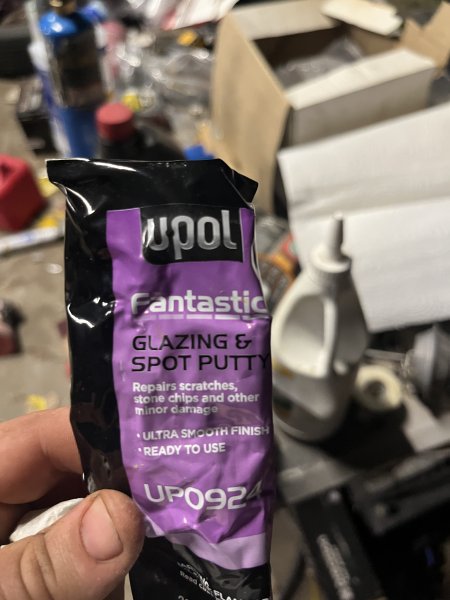 upol
Fantastic
GLAZING &
SPOT PUTTY
Repairs scratches,
stone chips and other
minor damage
• ULTRA SMOOTH FINISH
• READY TO USE
UP0924
Read